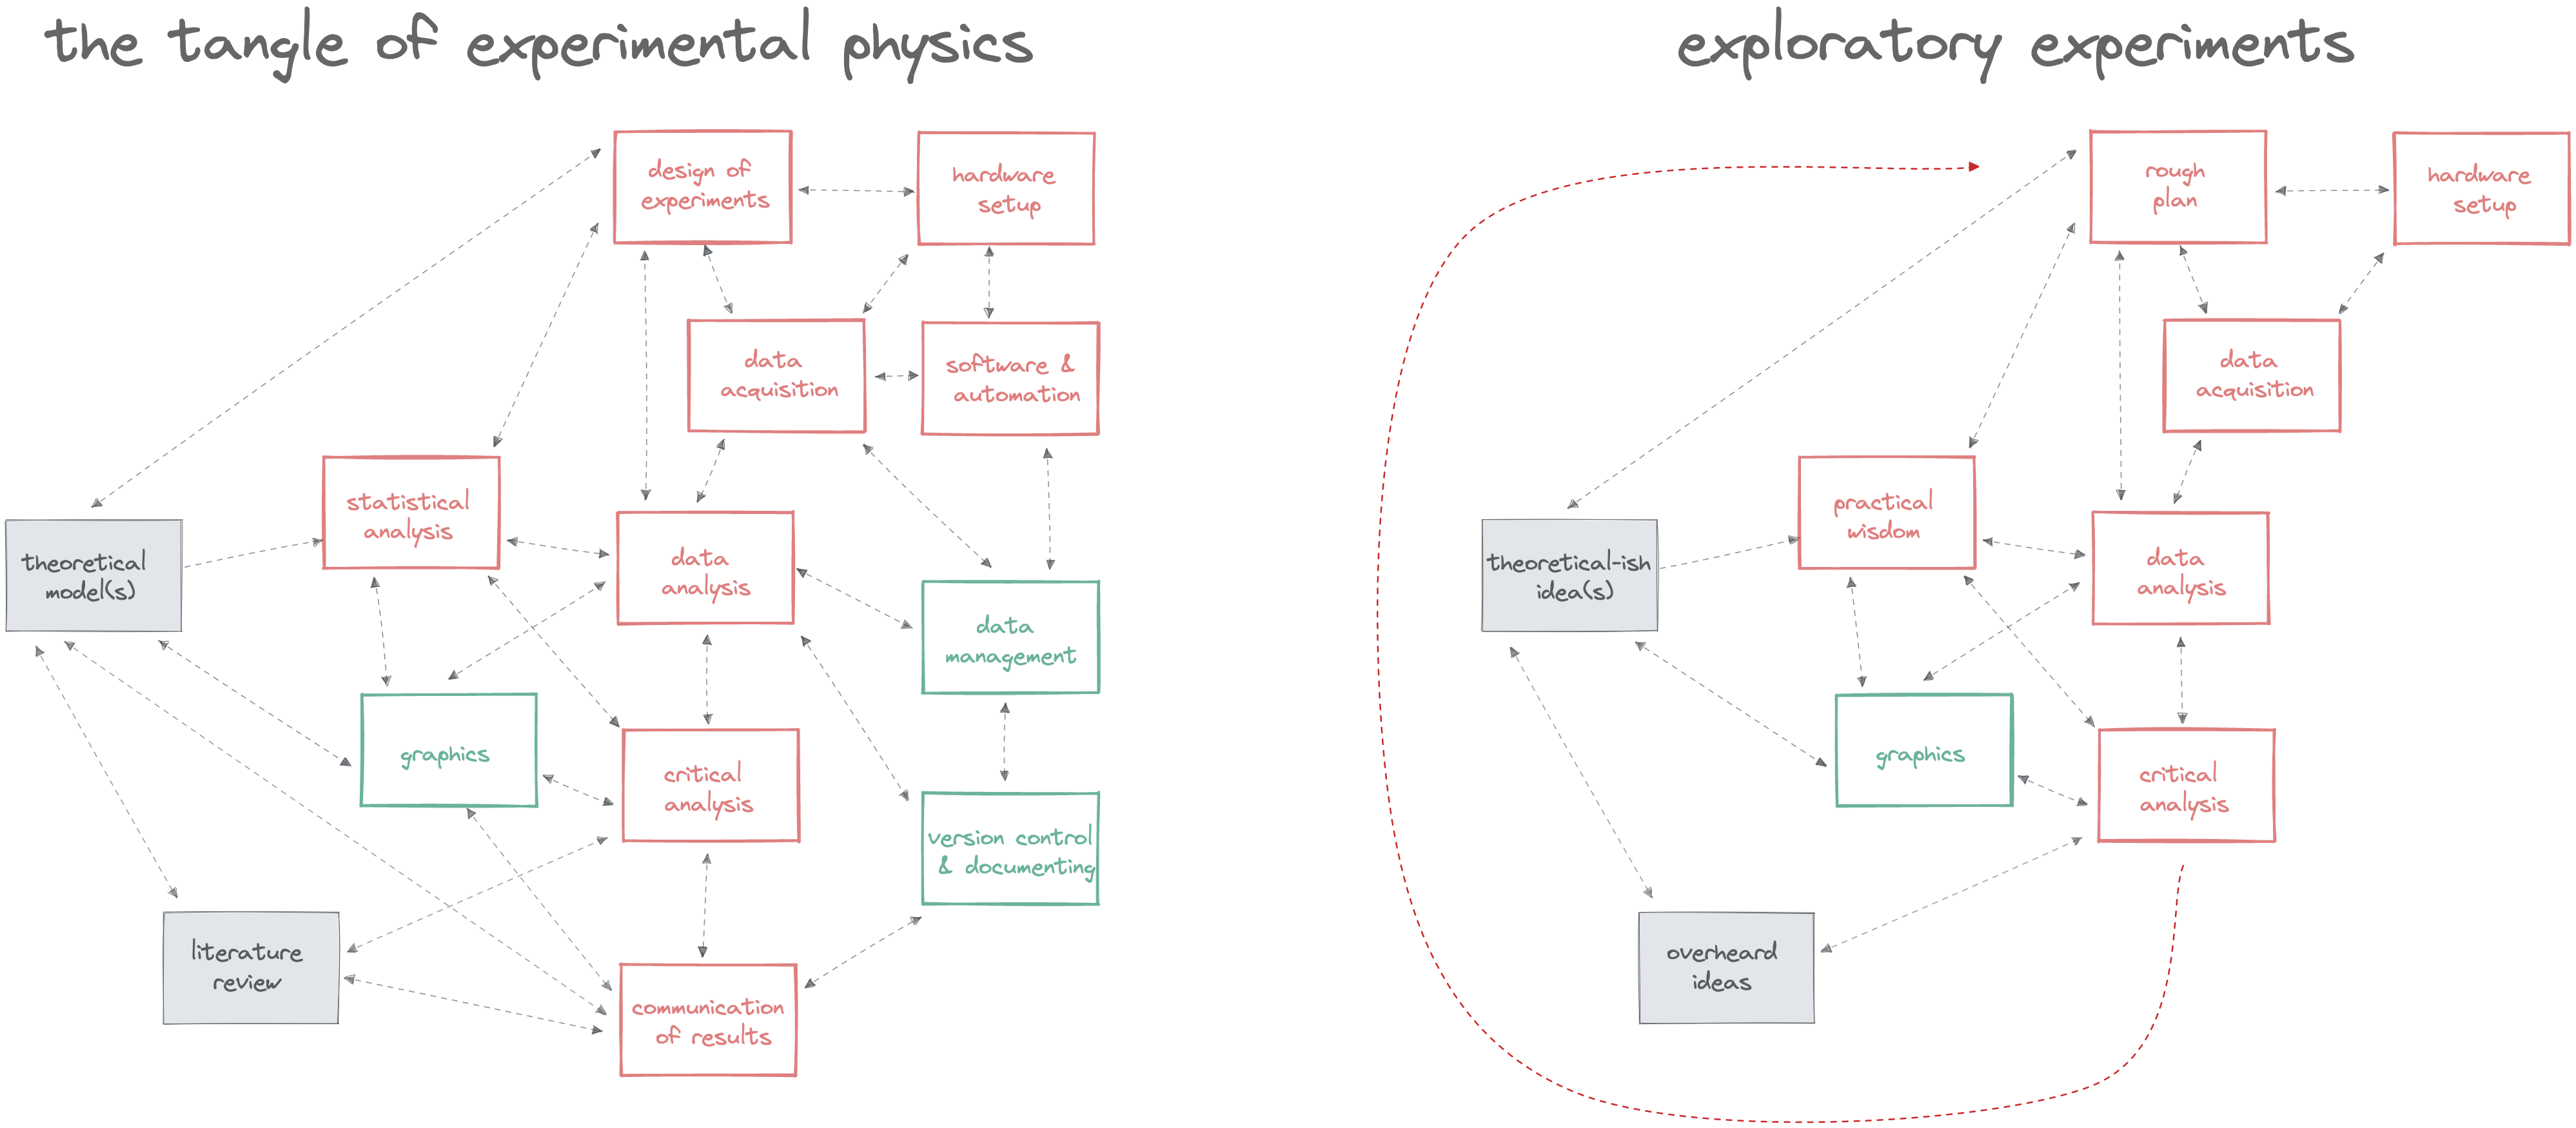 the tangle of experimental physics
design of
experiments
hardware
setup
data
acquisition
software &
automation
statistical
analysis
theoretical
model(s)
data
analysis
data
management
graphics
critical
analysis
version control
& documenting
literature
review
communication
of results
exploratory experiments
rough
plan
hardware
setup
data
acquisition
practical
wisdom
theoretical-ish
idea(s)
data
analysis
graphics
critical
analysis
overheard
ideas